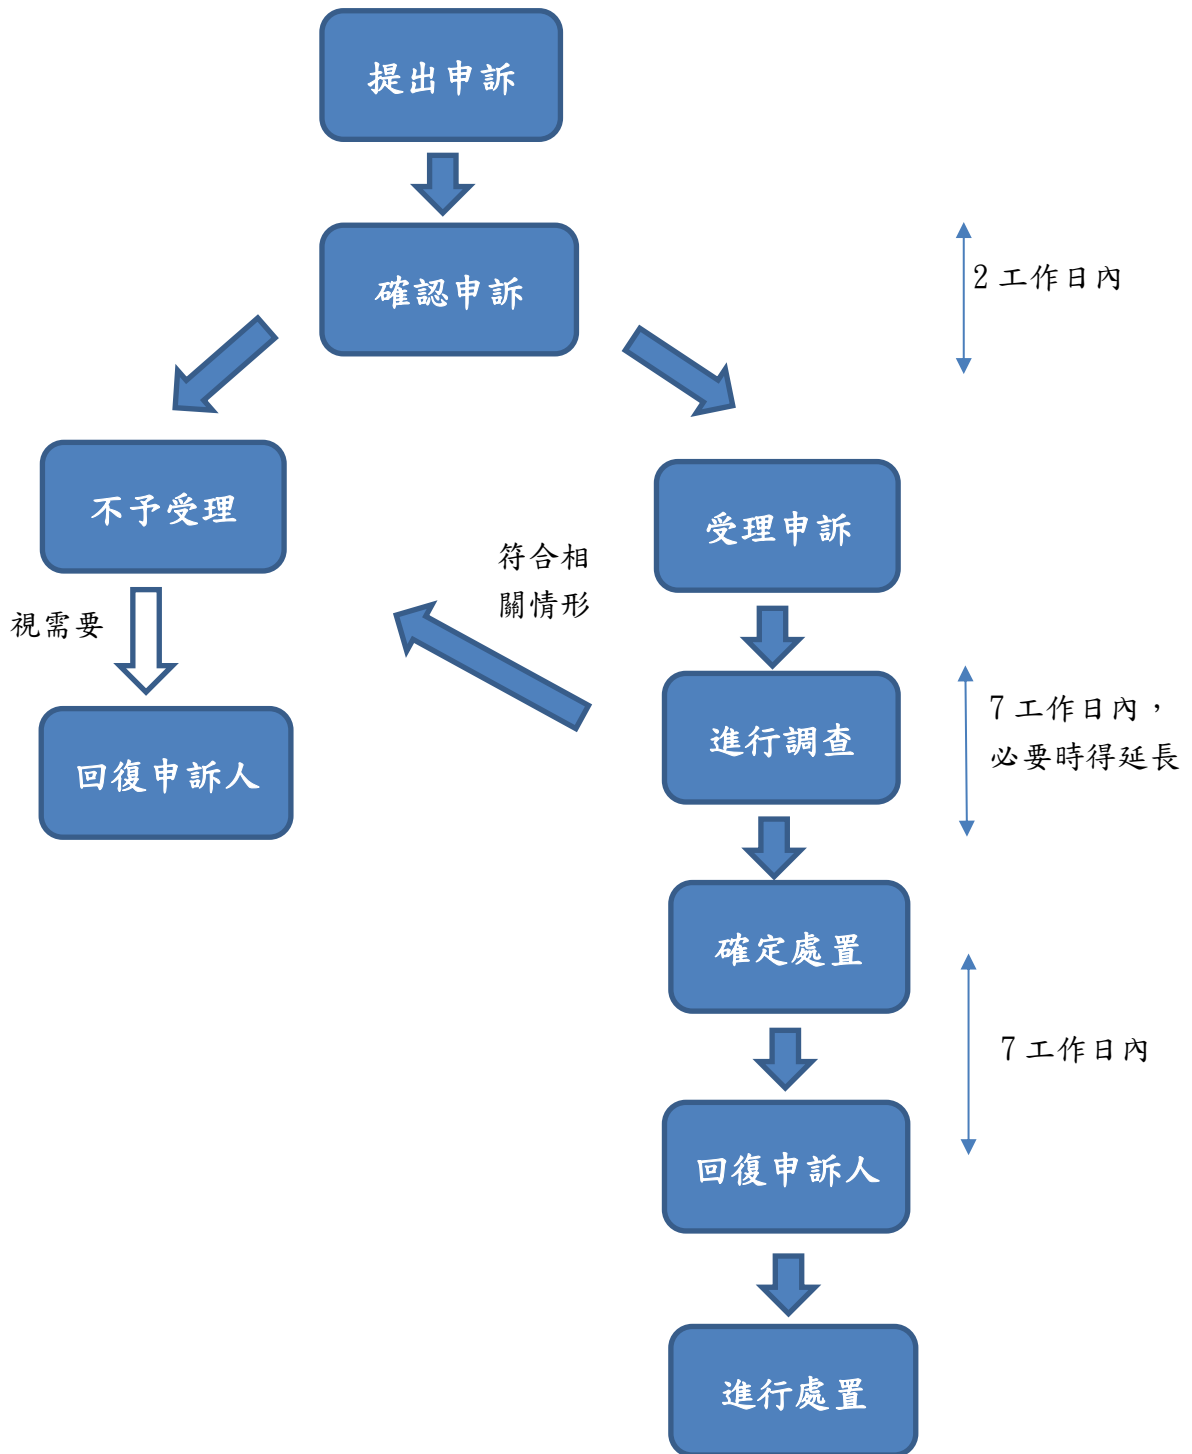 提出申訴
確認申訴
2 工作日內
不予受理
受理申訴
符合相
關情形
視需要
回復申訴人
進行調查
7 工作日內，
必要時得延長
確定處置
7 工作日內
回復申訴人
進行處置